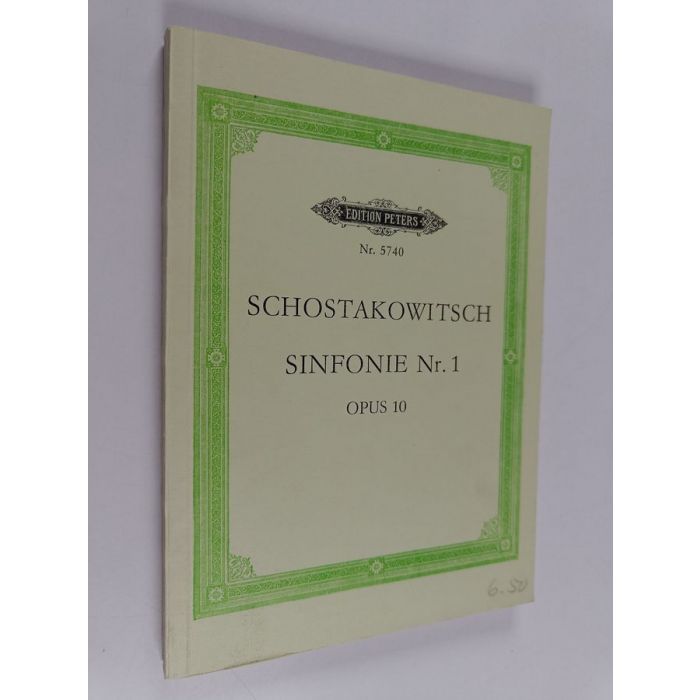 EDITION PETERS
Nr. 5740
SCHOSTAKOWITSCH
SINFONIE Nr. 1
OPUS 10
6.50